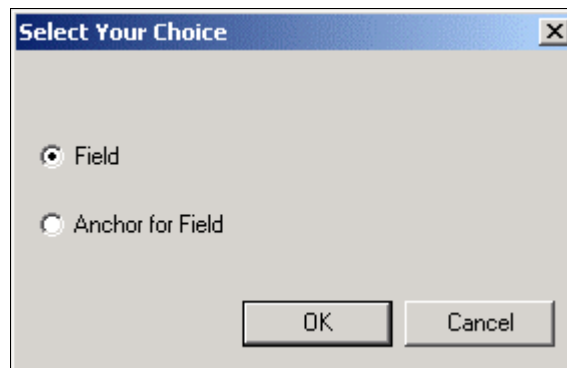 Select Your Choice
Field
Anchor for Field
OK
Cancel